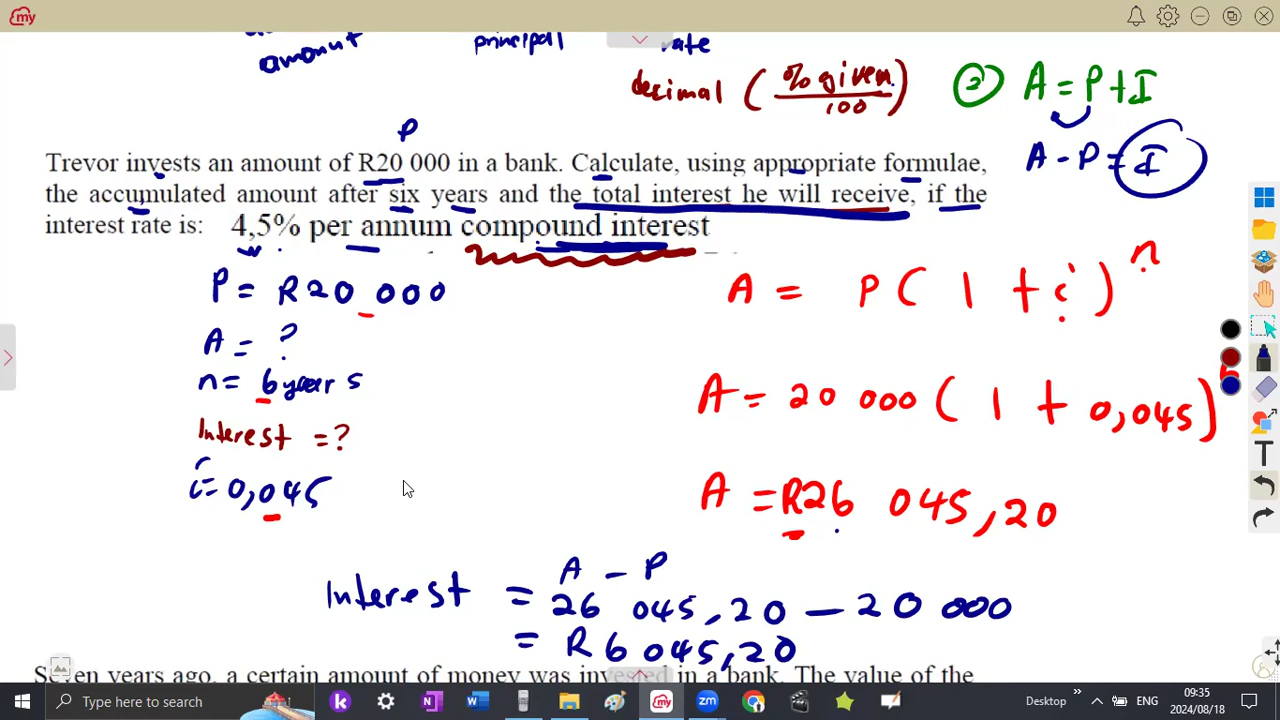 my
amount
principal
rate
decimal ( % given / 100 )
② A = P + I
A - P = I
P
Trevor invests an amount of R20 000 in a bank. Calculate, using appropriate formulae,
the accumulated amount after six years and the total interest he will receive, if the
interest rate is: 4,5% per annum compound interest
P = R20 000
A = ?
n = 6 years
Interest = ?
i = 0,045
A = P ( 1 + i )^n
A = 20 000 ( 1 + 0,045 )^6
A = R26 045,20
A - P
Interest = 26 045,20 - 20 000
= R6 045,20
Seven years ago, a certain amount of money was invested in a bank. The value of the
Type here to search
Desktop
ENG
09:35
2024/08/18